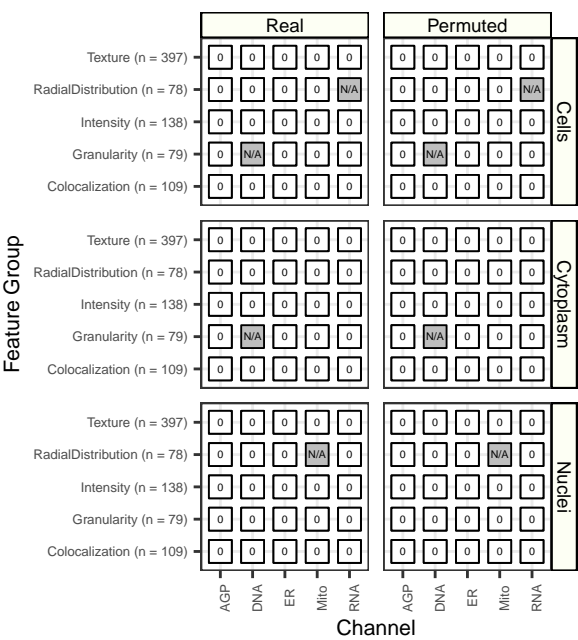 Real Permuted
Texture (n = 397) 0 0 0 0 0 0 0 0 0 0
RadialDistribution (n = 78) 0 0 0 0 N/A 0 0 0 0 N/A
Intensity (n = 138) 0 0 0 0 0 0 0 0 0 0
Granularity (n = 79) 0 N/A 0 0 0 0 N/A 0 0 0
Colocalization (n = 109) 0 0 0 0 0 0 0 0 0 0
Cells
Texture (n = 397) 0 0 0 0 0 0 0 0 0 0
RadialDistribution (n = 78) 0 0 0 0 0 0 0 0 0 0
Intensity (n = 138) 0 0 0 0 0 0 0 0 0 0
Granularity (n = 79) 0 N/A 0 0 0 0 N/A 0 0 0
Colocalization (n = 109) 0 0 0 0 0 0 0 0 0 0
Cytoplasm
Texture (n = 397) 0 0 0 0 0 0 0 0 0 0
RadialDistribution (n = 78) 0 0 0 N/A 0 0 0 0 N/A 0
Intensity (n = 138) 0 0 0 0 0 0 0 0 0 0
Granularity (n = 79) 0 0 0 0 0 0 0 0 0 0
Colocalization (n = 109) 0 0 0 0 0 0 0 0 0 0
Nuclei
AGP DNA ER Mito RNA AGP DNA ER Mito RNA
Channel
Feature Group